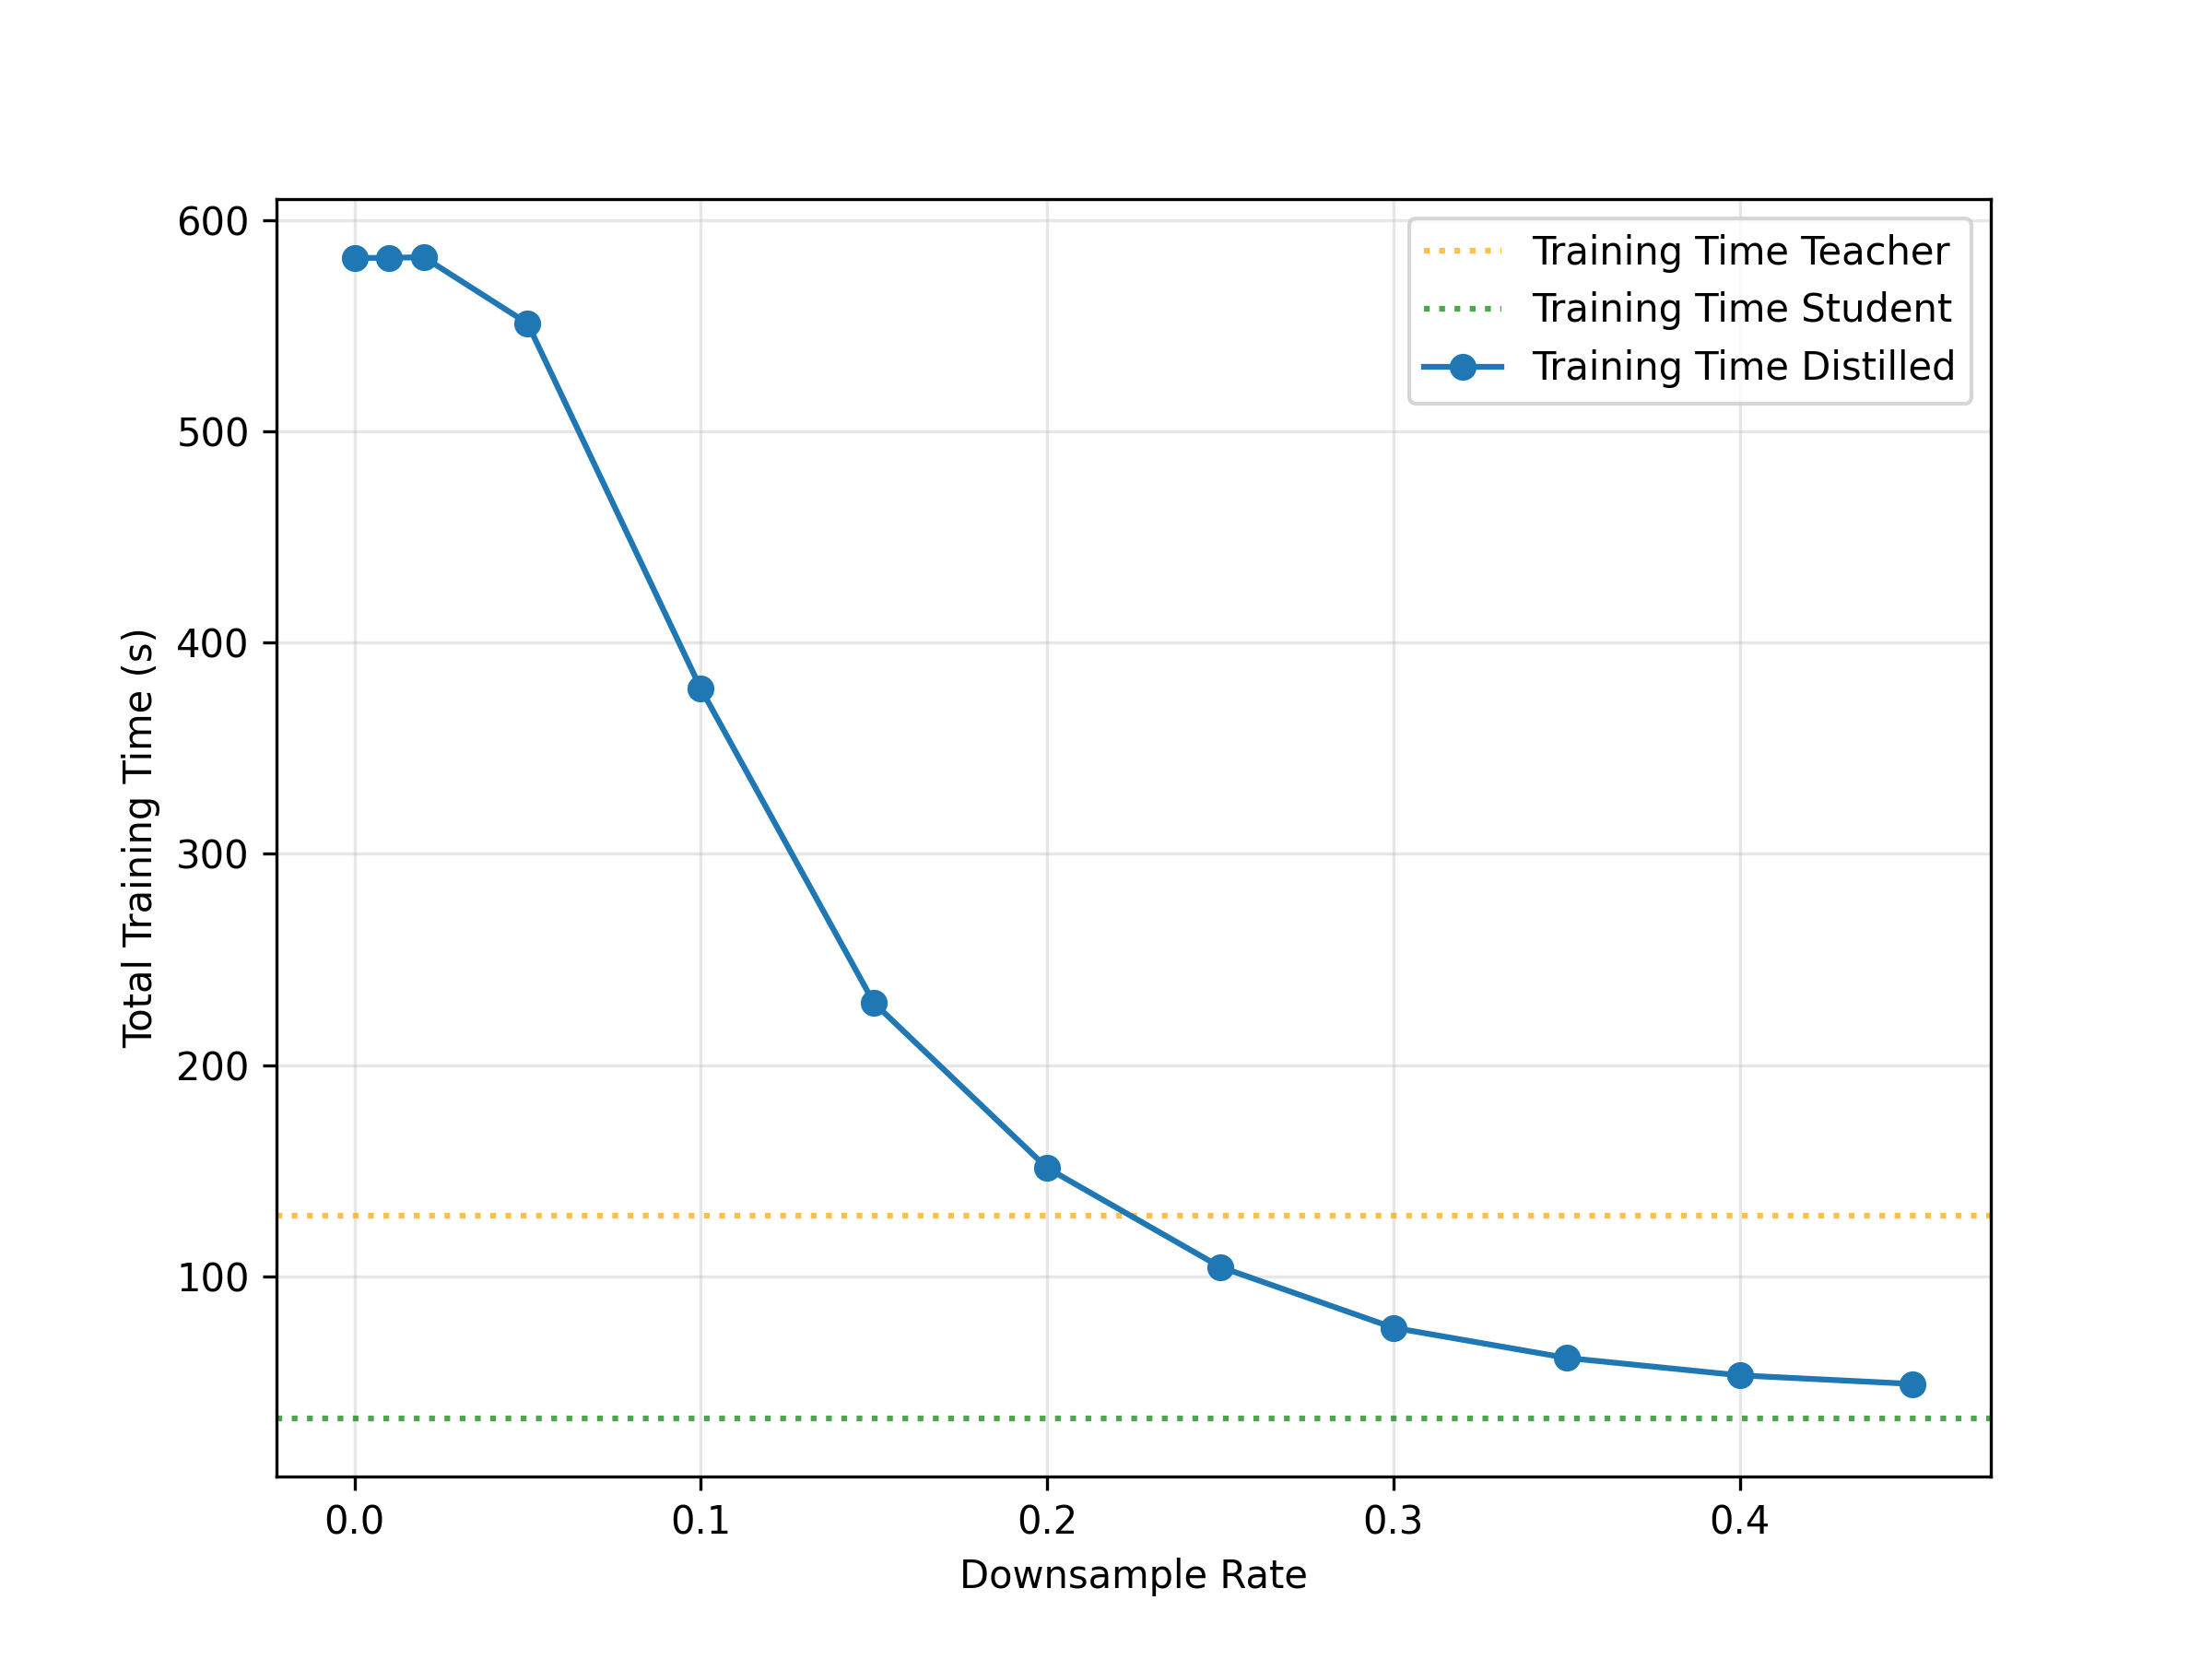 600
500
400
300
200
100
Total Training Time (s)
Training Time Teacher
Training Time Student
Training Time Distilled
0.0
0.1
0.2
0.3
0.4
Downsample Rate